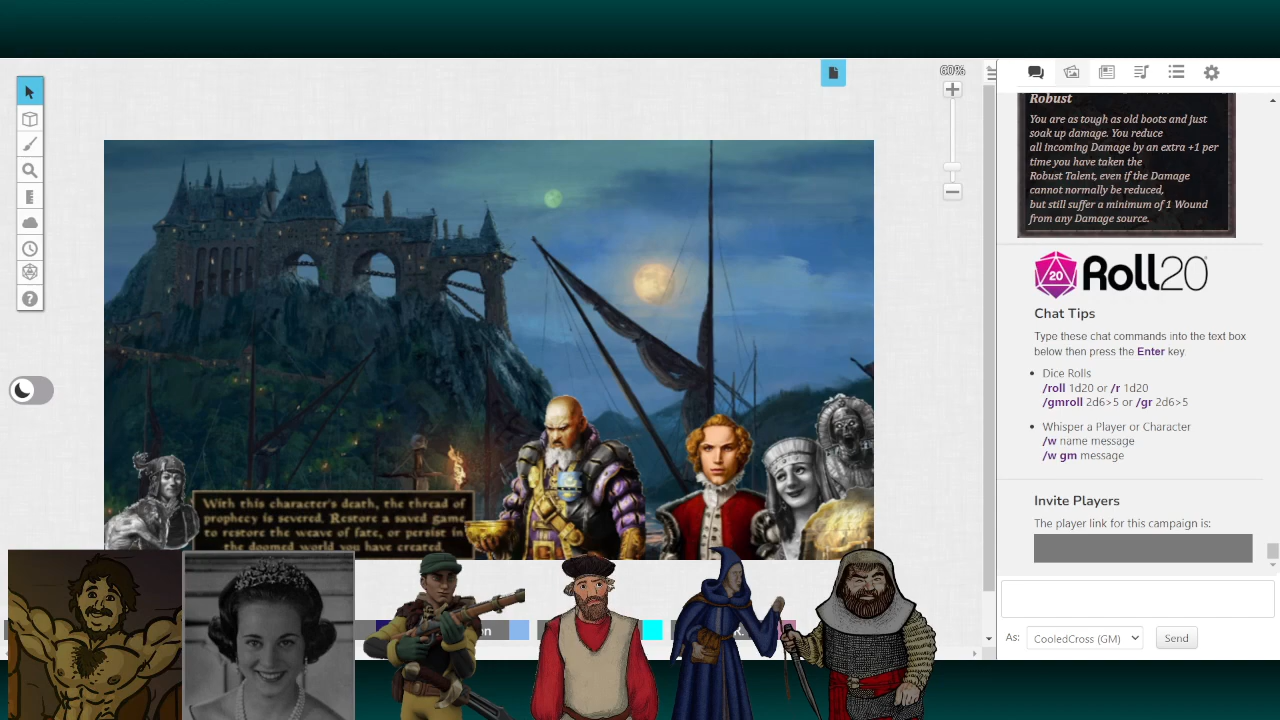 60%
Robust
You are as tough as old boots and just
soak up damage. You reduce
all incoming Damage by an extra +1 per
time you have taken the
Robust Talent, even if the Damage
cannot normally be reduced,
but still suffer a minimum of 1 Wound
from any Damage source.
20 Roll20
Chat Tips
Type these chat commands into the text box
below then press the Enter key.
Dice Rolls
/roll 1d20 or /r 1d20
/gmroll 2d6>5 or /gr 2d6>5
Whisper a Player or Character
/w name message
/w gm message
Invite Players
The player link for this campaign is:
With this character's death, the thread of
prophecy is severed. Restore a saved game
to restore the weave of fate, or persist in
the doomed world you have created.
As: CooledCross (GM) Send